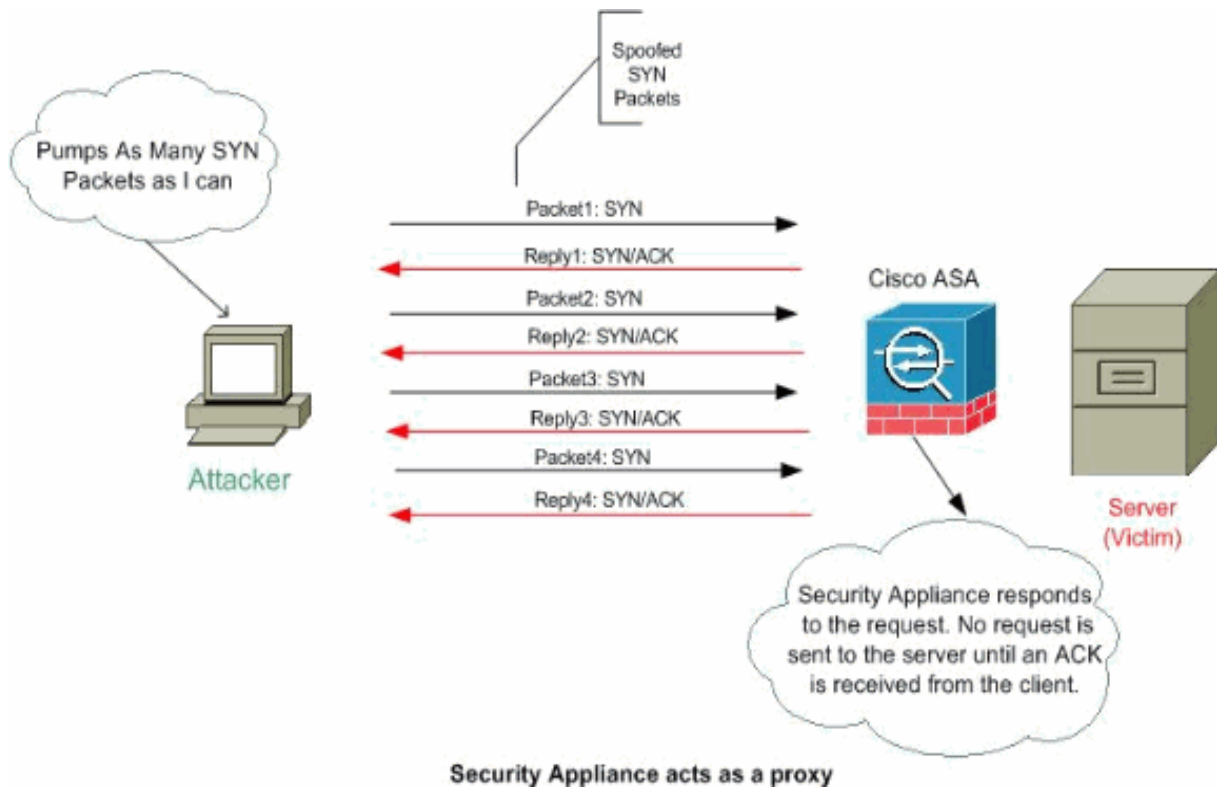 Spoofed
SYN
Packets
Pumps As Many SYN
Packets as I can
Packet1: SYN
Reply1: SYN/ACK
Packet2: SYN
Reply2: SYN/ACK
Packet3: SYN
Reply3: SYN/ACK
Packet4: SYN
Reply4: SYN/ACK
Attacker
Cisco ASA
Server
(Victim)
Security Appliance responds
to the request. No request is
sent to the server until an ACK
is received from the client.
Security Appliance acts as a proxy